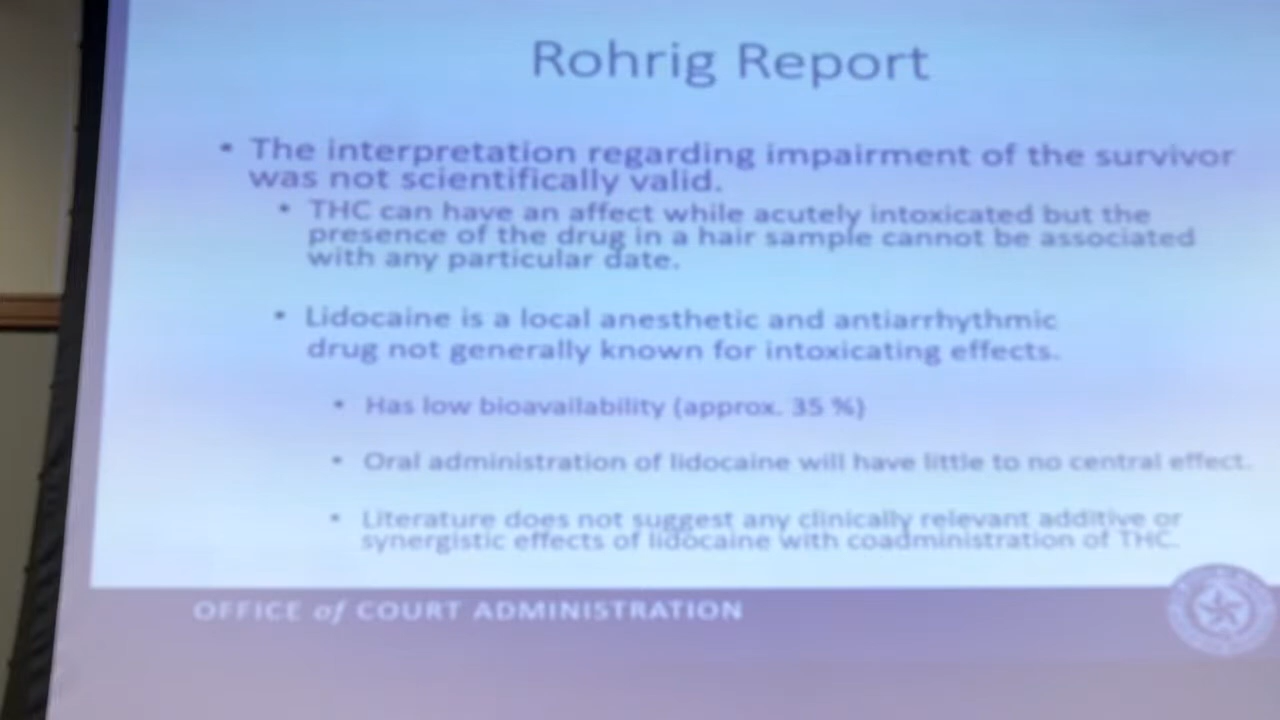 Rohrig Report
• The interpretation regarding impairment of the survivor
was not scientifically valid.
• THC can have an affect while acutely intoxicated but the
presence of the drug in a hair sample cannot be associated
with any particular date.
• Lidocaine is a local anesthetic and antiarrhythmic
drug not generally known for intoxicating effects.
• Has low bioavailability (approx. 35 %)
• Oral administration of lidocaine will have little to no central effect.
• Literature does not suggest any clinically relevant additive or
synergistic effects of lidocaine with coadministration of THC.
OFFICE of COURT ADMINISTRATION